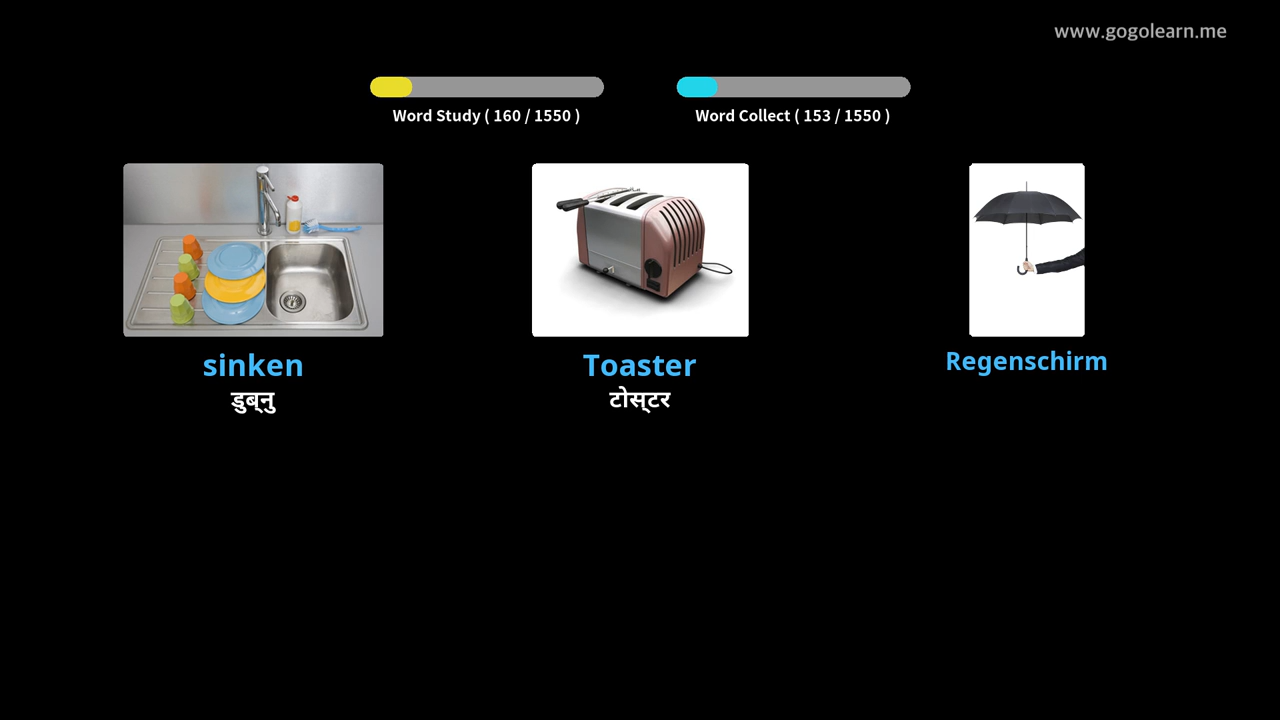 www.gogolearn.me
Word Study ( 160 / 1550 )
Word Collect ( 153 / 1550 )
sinken
डुब्नु
Toaster
टोस्टर
Regenschirm